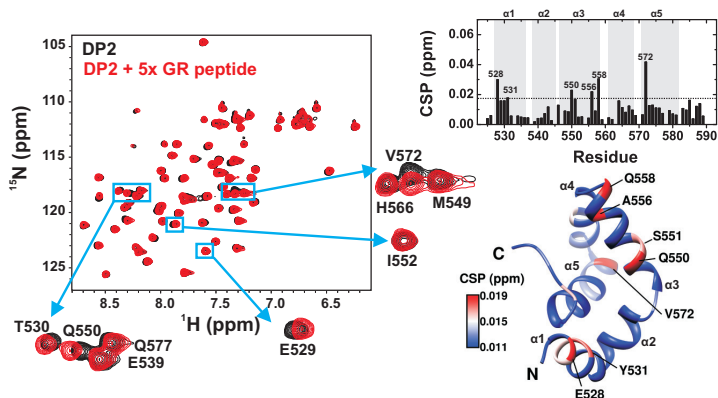 DP2
DP2 + 5x GR peptide
105
110
115
120
125
¹⁵N (ppm)
8.5
8.0
7.5
7.0
6.5
¹H (ppm)
V572
H566
M549
I552
T530
Q550
Q577
E539
E529
α1
α2
α3
α4
α5
CSP (ppm)
0.06
0.04
0.02
0.00
528
531
550
556
558
572
530
540
550
560
570
580
590
Residue
α4
Q558
A556
S551
Q550
α3
C
α5
V572
CSP (ppm)
0.019
0.015
0.011
α1
α2
N
Y531
E528